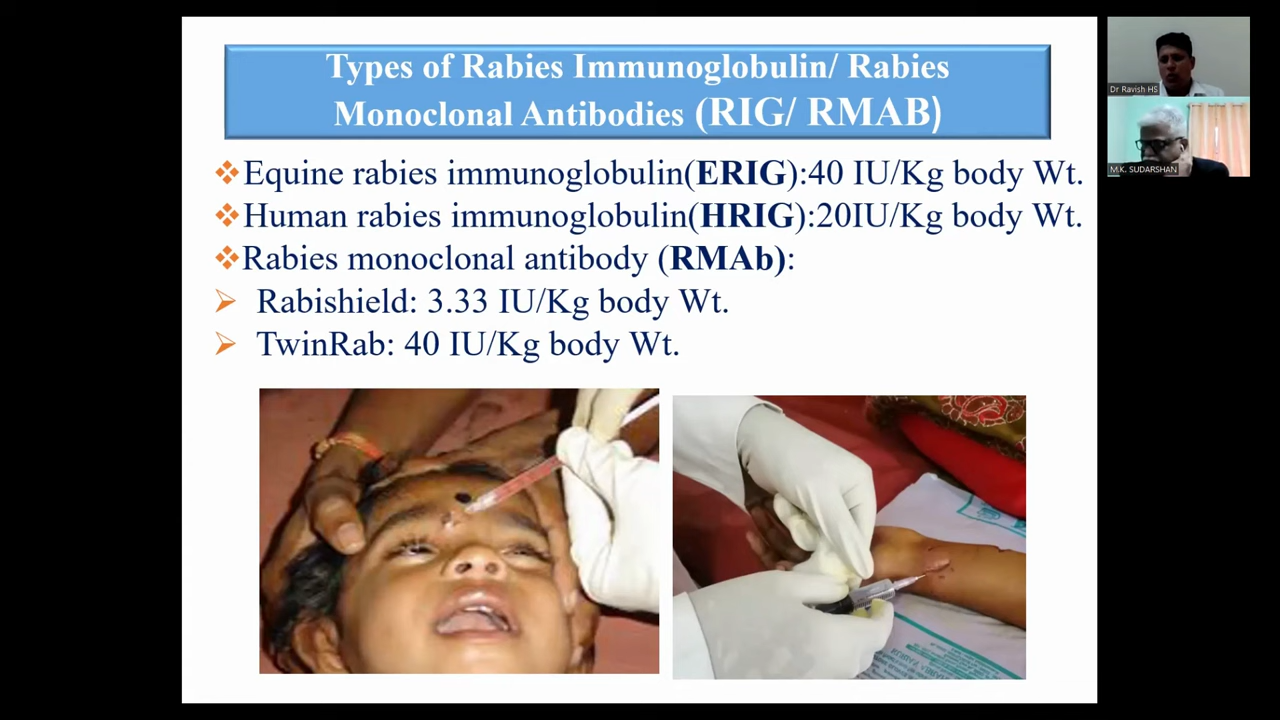 Types of Rabies Immunoglobulin/ Rabies
Monoclonal Antibodies (RIG/ RMAB)
❖Equine rabies immunoglobulin(ERIG):40 IU/Kg body Wt.
❖Human rabies immunoglobulin(HRIG):20IU/Kg body Wt.
❖Rabies monoclonal antibody (RMAb):
➢ Rabishield: 3.33 IU/Kg body Wt.
➢ TwinRab: 40 IU/Kg body Wt.
Dr Ravish HS
M.K. SUDARSHAN